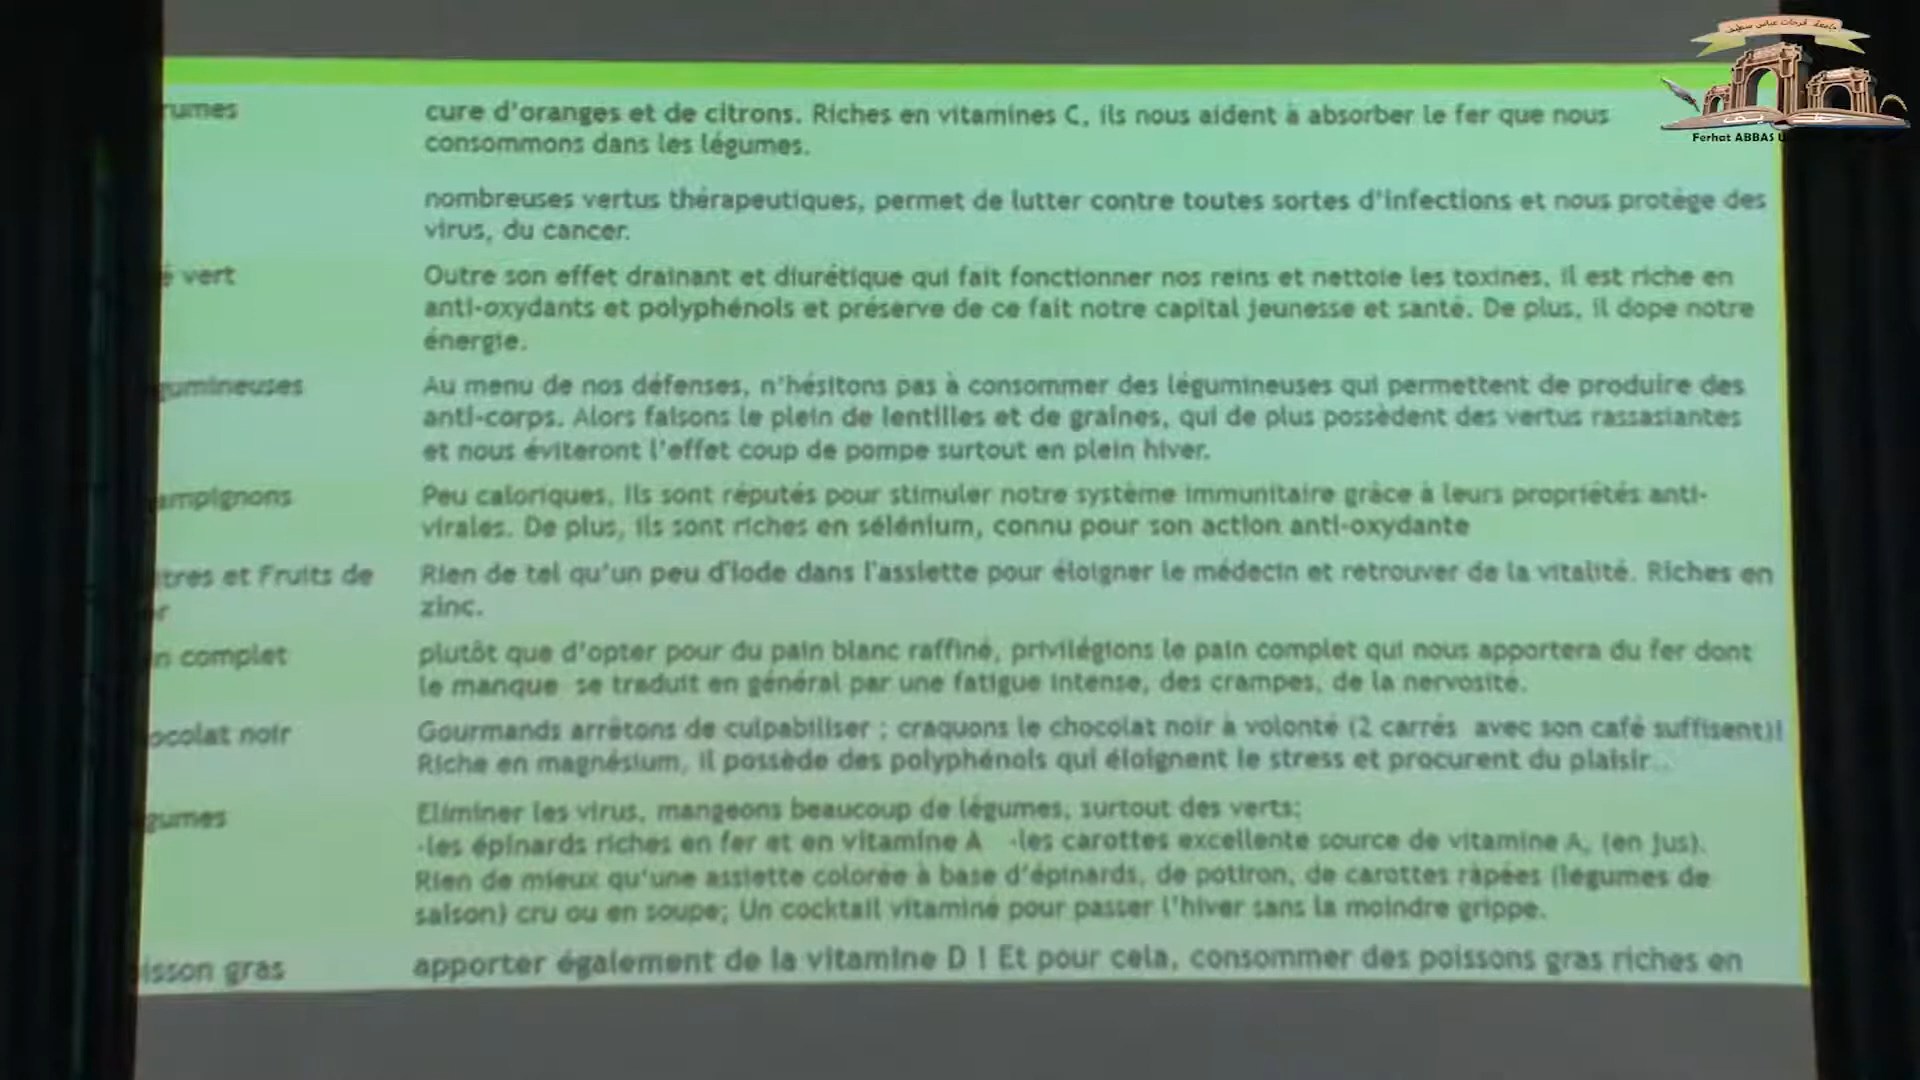 جامعة فرحات عباس سطيف
Ferhat ABBAS U
rumes
cure d'oranges et de citrons. Riches en vitamines C, ils nous aident à absorber le fer que nous
consommons dans les légumes.
nombreuses vertus thérapeutiques, permet de lutter contre toutes sortes d'infections et nous protège des
virus, du cancer.
é vert
Outre son effet drainant et diurétique qui fait fonctionner nos reins et nettoie les toxines, il est riche en
anti-oxydants et polyphénols et préserve de ce fait notre capital jeunesse et santé. De plus, il dope notre
énergie.
gumineuses
Au menu de nos défenses, n'hésitons pas à consommer des légumineuses qui permettent de produire des
anti-corps. Alors faisons le plein de lentilles et de graines, qui de plus possèdent des vertus rassasiantes
et nous éviteront l'effet coup de pompe surtout en plein hiver.
ampignons
Peu caloriques, ils sont réputés pour stimuler notre système immunitaire grâce à leurs propriétés anti-
virales. De plus, ils sont riches en sélénium, connu pour son action anti-oxydante
tres et Fruits de
r
Rien de tel qu'un peu d'iode dans l'assiette pour éloigner le médecin et retrouver de la vitalité. Riches en
zinc.
n complet
plutôt que d'opter pour du pain blanc raffiné, privilégions le pain complet qui nous apportera du fer dont
le manque se traduit en général par une fatigue intense, des crampes, de la nervosité.
ocolat noir
Gourmands arrêtons de culpabiliser ; craquons le chocolat noir à volonté (2 carrés avec son café suffisent)!
Riche en magnésium, il possède des polyphénols qui éloignent le stress et procurent du plaisir...
gumes
Eliminer les virus, mangeons beaucoup de légumes, surtout des verts;
-les épinards riches en fer et en vitamine A -les carottes excellente source de vitamine A, (en jus).
Rien de mieux qu'une assiette colorée à base d'épinards, de potiron, de carottes râpées (légumes de
saison) cru ou en soupe; Un cocktail vitaminé pour passer l'hiver sans la moindre grippe.
isson gras
apporter également de la vitamine D ! Et pour cela, consommer des poissons gras riches en